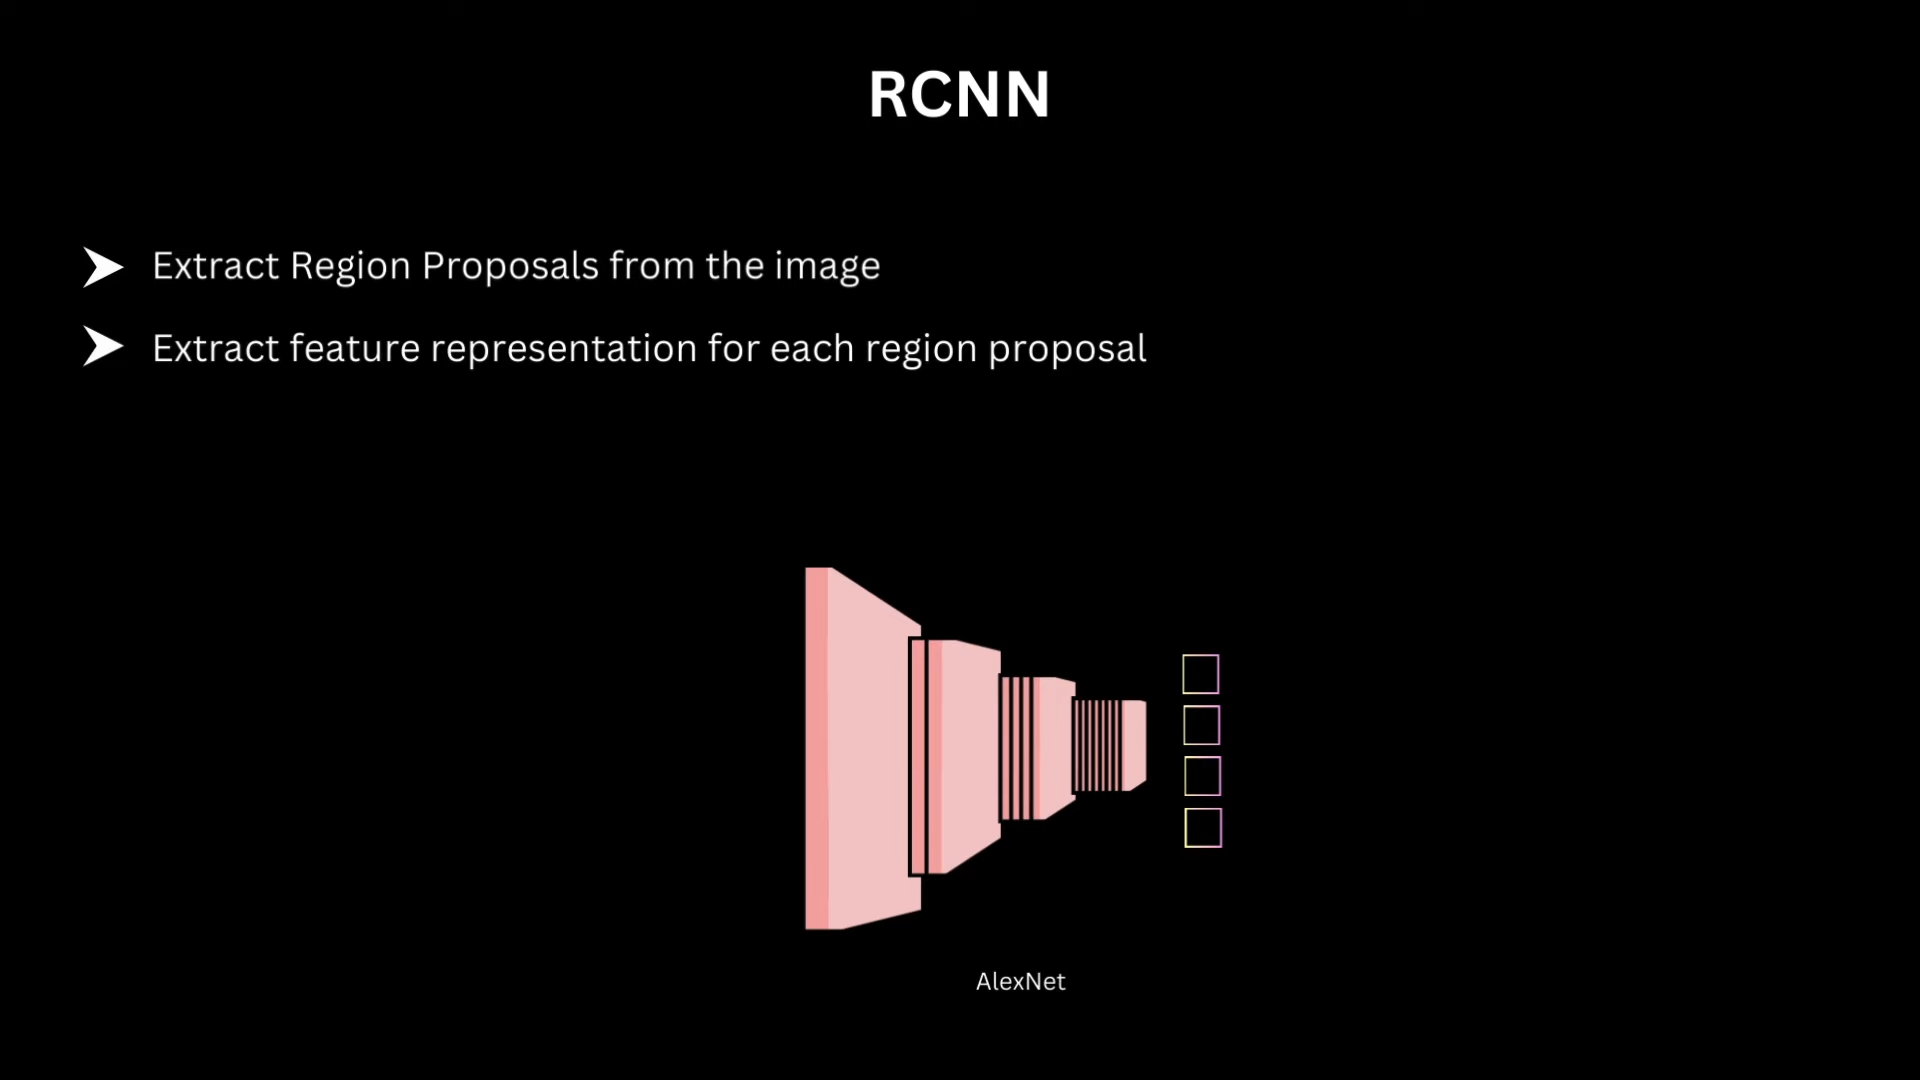 RCNN
Extract Region Proposals from the image
Extract feature representation for each region proposal
AlexNet